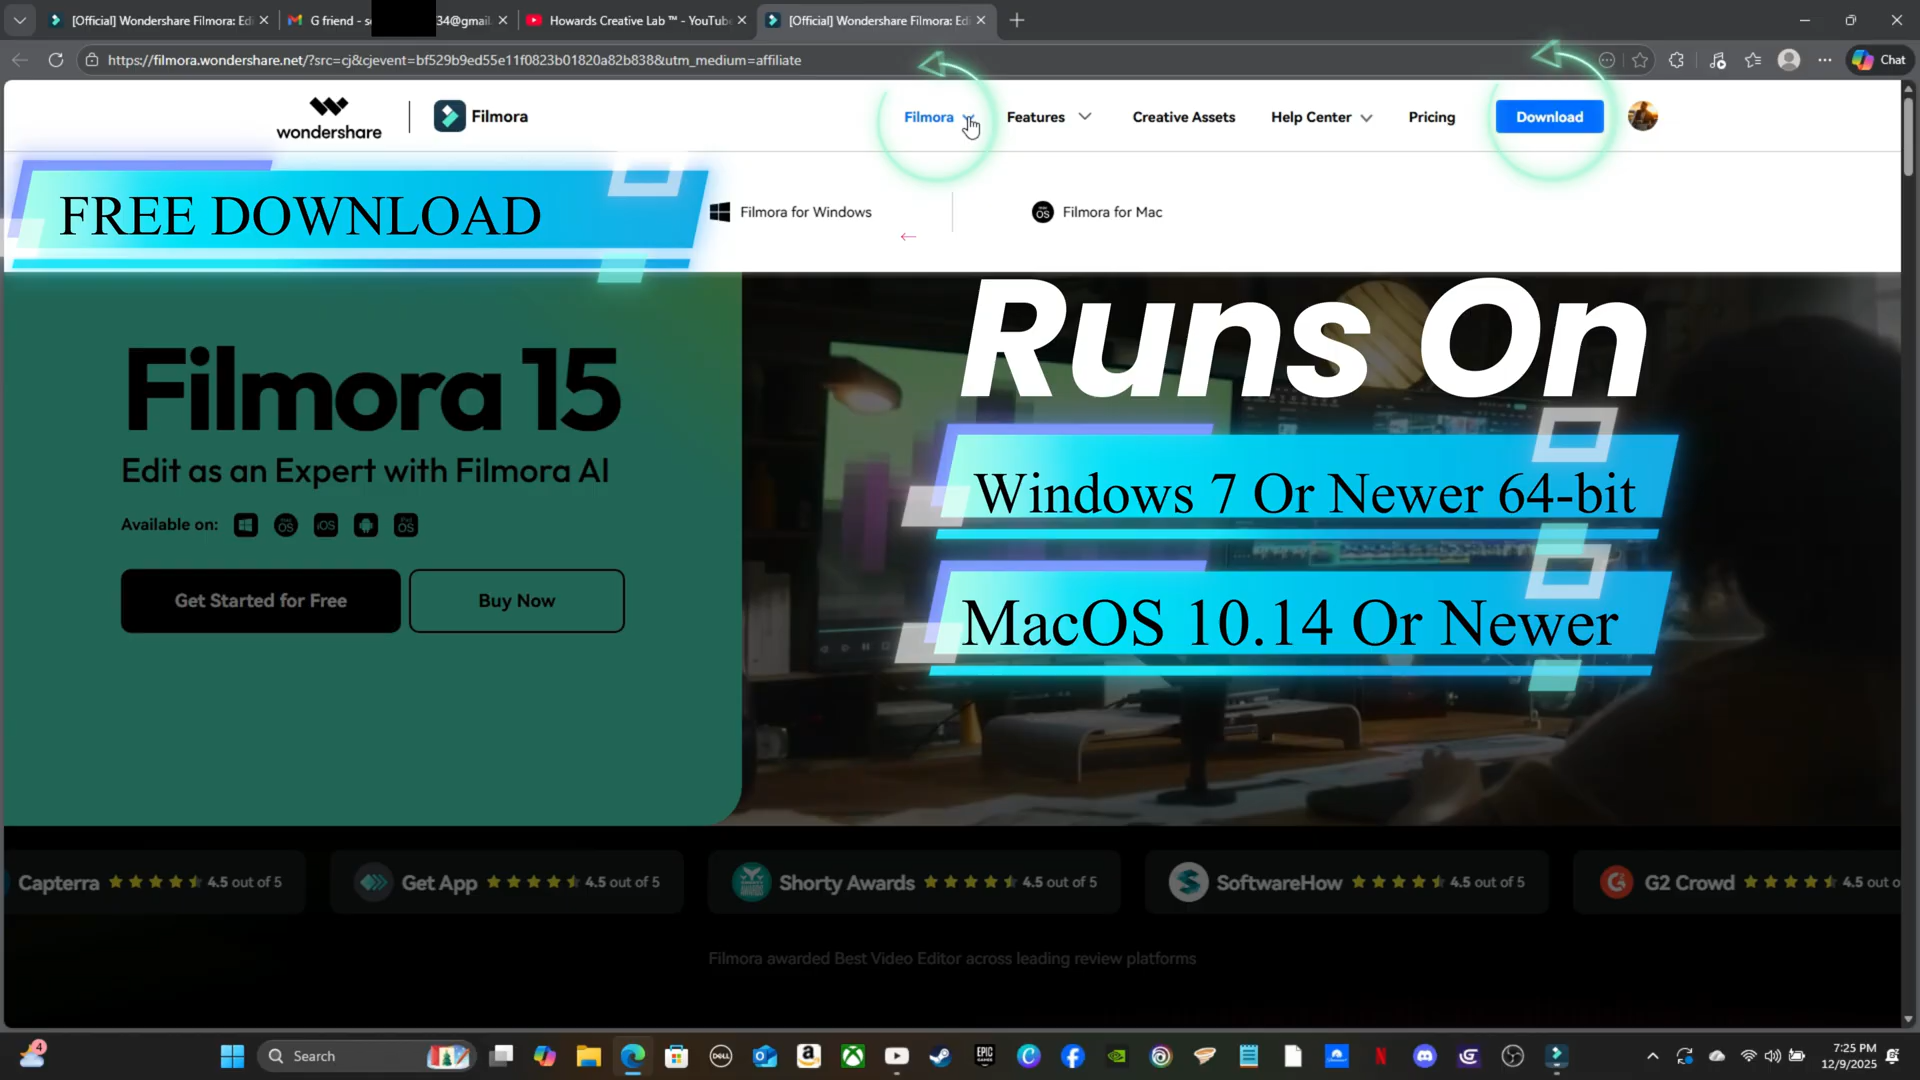 [Official] Wondershare Filmora: Edi
G friend - s
34@gmail.
Howards Creative Lab ™ - YouTube
[Official] Wondershare Filmora: Edi
https://filmora.wondershare.net/?src=cj&cjevent=bf529b9ed55e11f0823b01820a82b838&utm_medium=affiliate
Chat
wondershare
Filmora
Filmora
Features
Creative Assets
Help Center
Pricing
Download
FREE DOWNLOAD
Filmora for Windows
Filmora for Mac
Runs On
Filmora 15
Edit as an Expert with Filmora AI
Available on:
Get Started for Free
Buy Now
Windows 7 Or Newer 64-bit
MacOS 10.14 Or Newer
Capterra 4.5 out of 5
Get App 4.5 out of 5
Shorty Awards 4.5 out of 5
SoftwareHow 4.5 out of 5
G2 Crowd 4.5 out o
Filmora awarded Best Video Editor across leading review platforms
4
Search
7:25 PM
12/9/2025